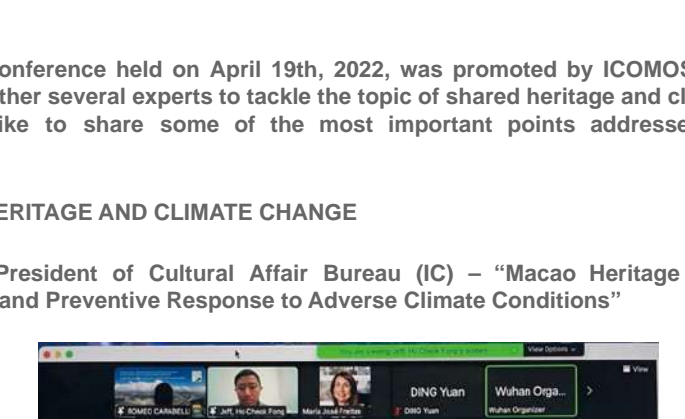 onference held on April 19th, 2022, was promoted by ICOMOS
ther several experts to tackle the topic of shared heritage and cl
ike to share some of the most important points addresse
ERITAGE AND CLIMATE CHANGE
President of Cultural Affair Bureau (IC) – “Macao Heritage
and Preventive Response to Adverse Climate Conditions”
You are viewing Jeff, Ho Cheok Fong's screen View Options
View
DING Yuan Wuhan Orga...
ROMEO CARABELLI Jeff, Ho Cheok Fong Maria José Freitas DING Yuan Wuhan Organizer